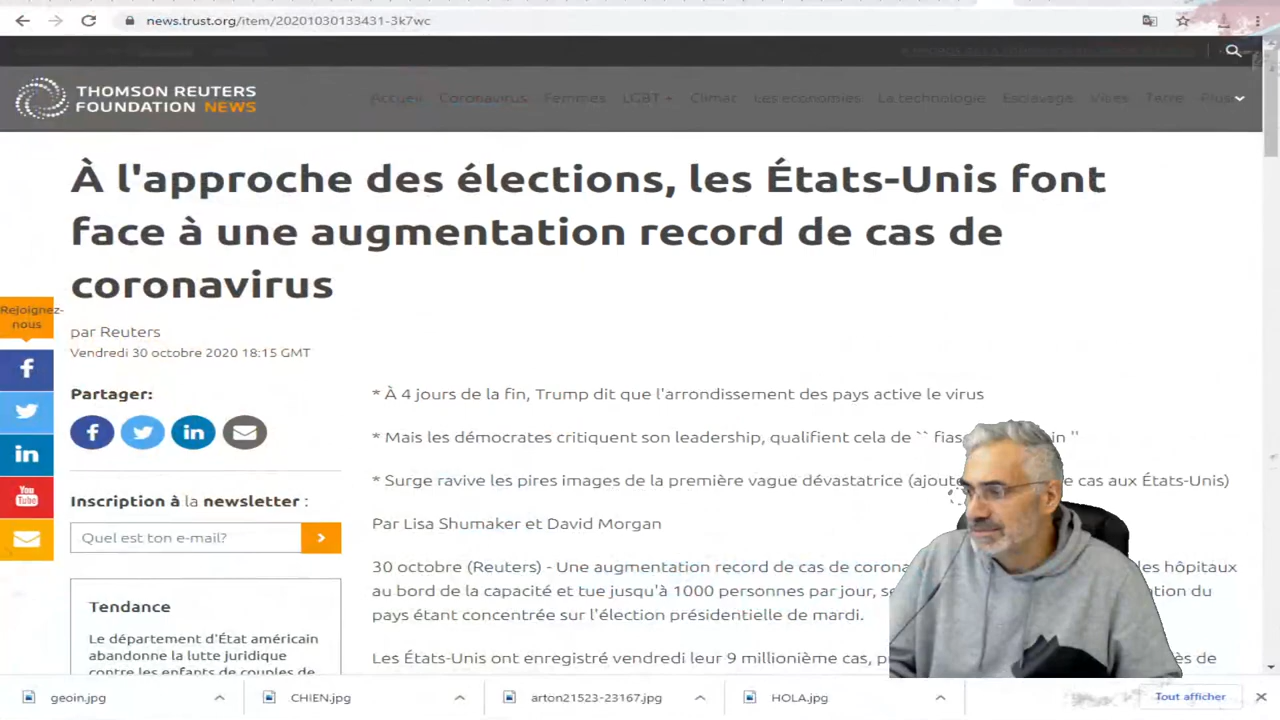 news.trust.org/item/20201030133431-3k7wc
THOMSON REUTERS
FOUNDATION NEWS
Accueil Coronavirus Femmes LGBT Climat Les économies La technologie Esclavage Villes Terre Plus
À l'approche des élections, les États-Unis font
face à une augmentation record de cas de
coronavirus
Rejoignez-
nous
par Reuters
Vendredi 30 octobre 2020 18:15 GMT
Partager:
* À 4 jours de la fin, Trump dit que l'arrondissement des pays active le virus
* Mais les démocrates critiquent son leadership, qualifient cela de `` fias in ''
* Surge ravive les pires images de la première vague dévastatrice (ajoute cas aux États-Unis)
Par Lisa Shumaker et David Morgan
You
Tube
Inscription à la newsletter :
Quel est ton e-mail?
30 octobre (Reuters) - Une augmentation record de cas de les hôpitaux
au bord de la capacité et tue jusqu'à 1000 personnes par jour, du
pays étant concentrée sur l'élection présidentielle de mardi.
Tendance
Le département d'État américain
abandonne la lutte juridique
contre les enfants de couples de
Les États-Unis ont enregistré vendredi leur 9 millionième cas, de
geoin.jpg CHIEN.jpg arton21523-23167.jpg HOLA.jpg Tout afficher